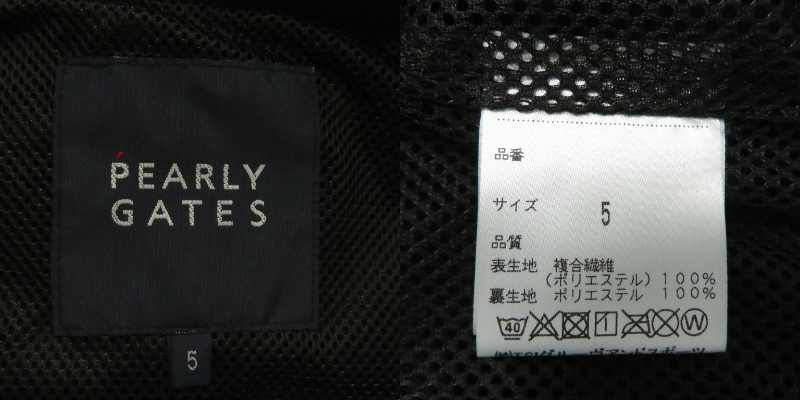 PEARLY
GATES
5
品番
サイズ 5
品質
表生地 複合繊維
(ポリエステル) 100%
裏生地 ポリエステル 100%
40 W